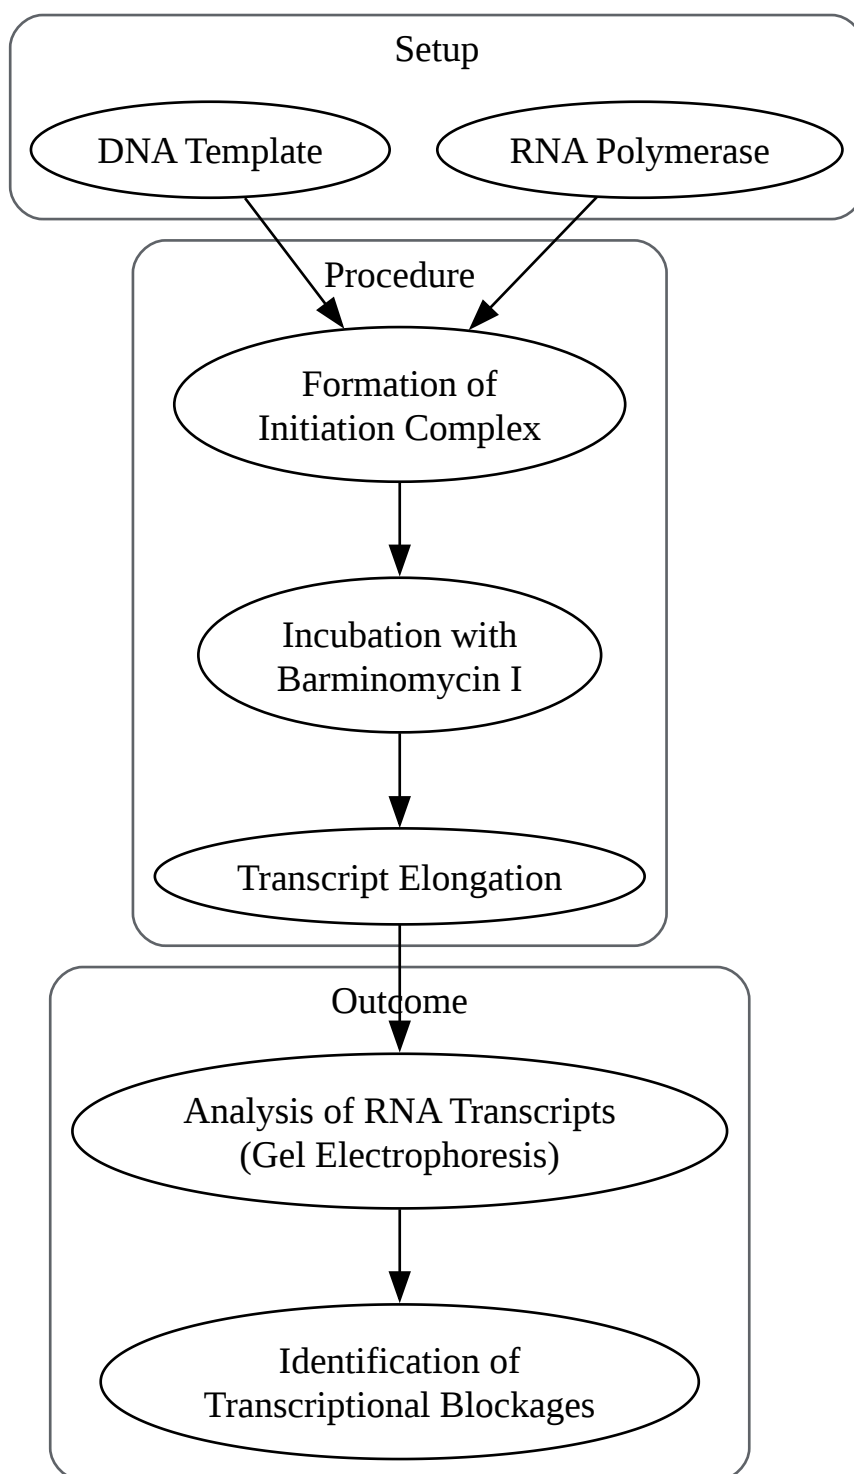 Setup
DNA Template
RNA Polymerase
Procedure
Formation of
Initiation Complex
Incubation with
Barminomycin I
Transcript Elongation
Outcome
Analysis of RNA Transcripts
(Gel Electrophoresis)
Identification of
Transcriptional Blockages